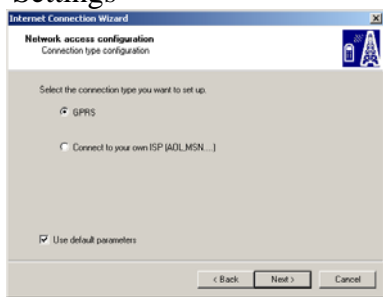 Settings
Internet Connection Wizard
Network access configuration
Connection type configuration
Select the connection type you want to set up.
GPRS
Connect to your own ISP (AOL,MSN....)
Use default parameters
< Back
Next >
Cancel